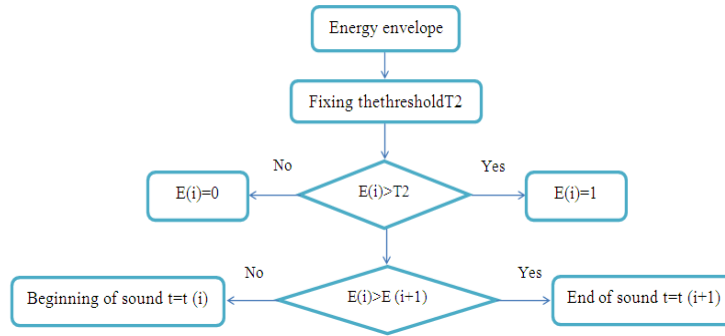 Energy envelope
Fixing thethresholdT2
No
Yes
E(i)=0
E(i)>T2
E(i)=1
No
Yes
Beginning of sound t=t (i)
E(i)>E (i+1)
End of sound t=t (i+1)